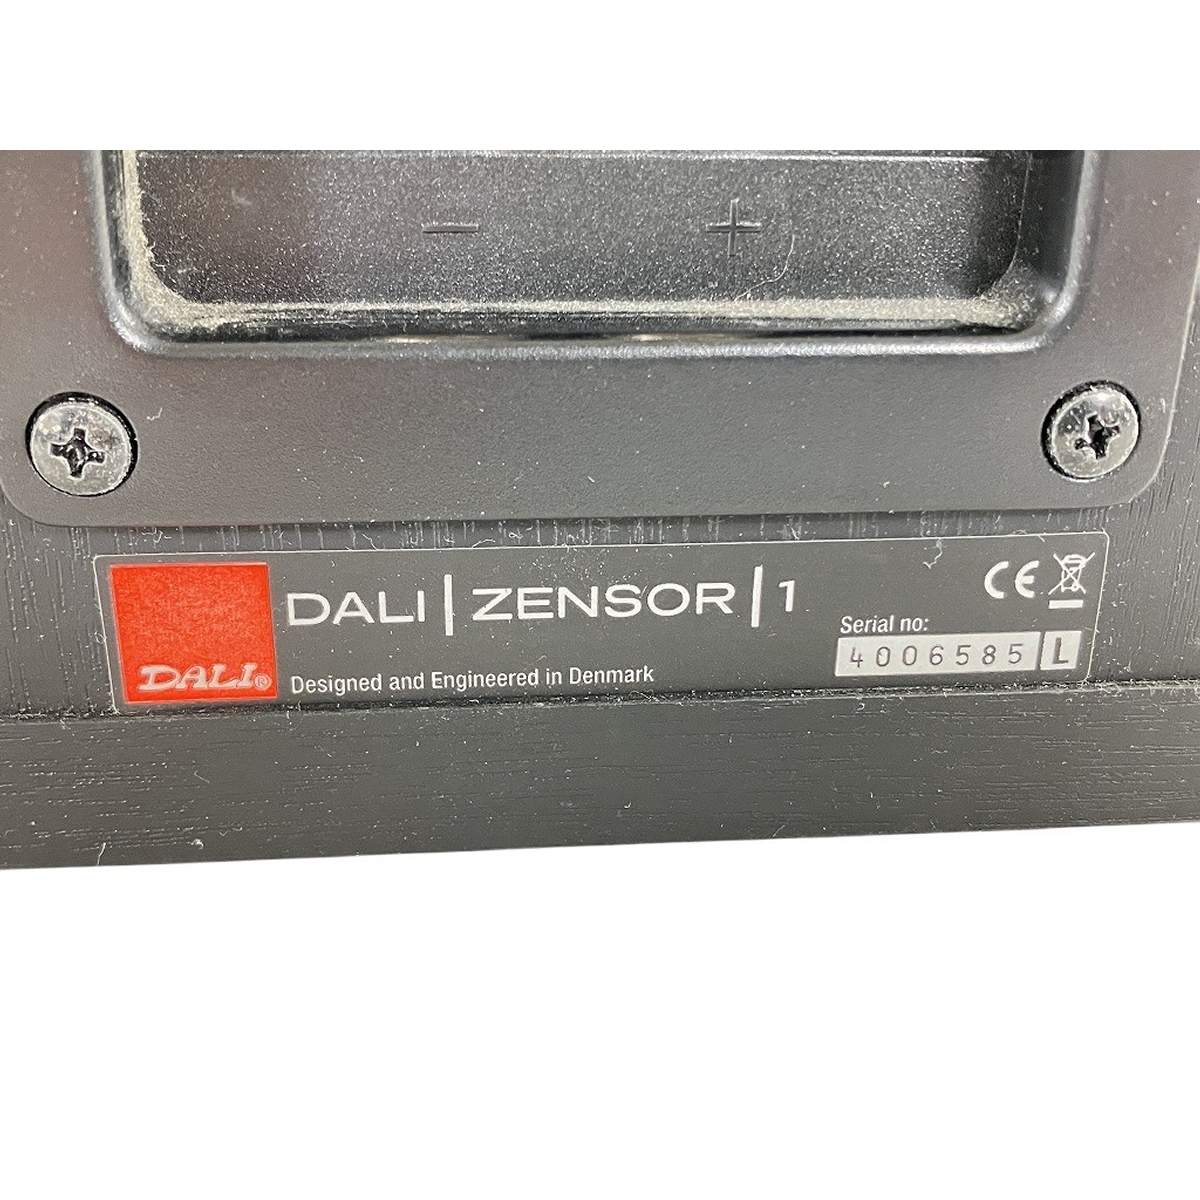 − +
DALI | ZENSOR | 1
CE
DALI®
Designed and Engineered in Denmark
Serial no:
4006585 L